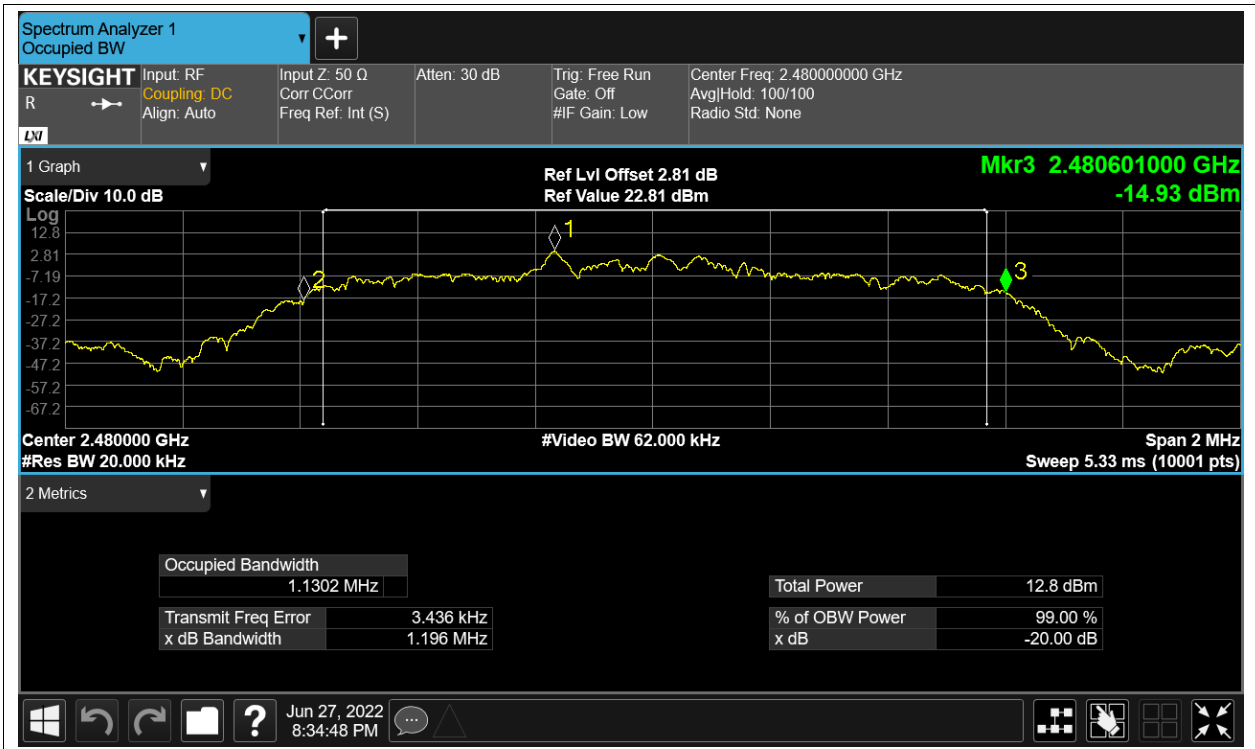 Spectrum Analyzer 1
Occupied BW
KEYSIGHT
R
LXI
Input: RF
Coupling: DC
Align: Auto
Input Z: 50 Ω
Corr CCorr
Freq Ref: Int (S)
Atten: 30 dB
Trig: Free Run
Gate: Off
#IF Gain: Low
Center Freq: 2.480000000 GHz
Avg|Hold: 100/100
Radio Std: None
1 Graph
Scale/Div 10.0 dB
Ref Lvl Offset 2.81 dB
Ref Value 22.81 dBm
Mkr3 2.480601000 GHz
-14.93 dBm
Log
12.8
2.81
-7.19
-17.2
-27.2
-37.2
-47.2
-57.2
-67.2
1
2
3
Center 2.480000 GHz
#Video BW 62.000 kHz
Span 2 MHz
#Res BW 20.000 kHz
Sweep 5.33 ms (10001 pts)
2 Metrics
Occupied Bandwidth
1.1302 MHz
Total Power 12.8 dBm
Transmit Freq Error 3.436 kHz
% of OBW Power 99.00 %
x dB Bandwidth 1.196 MHz
x dB -20.00 dB
?
Jun 27, 2022
8:34:48 PM